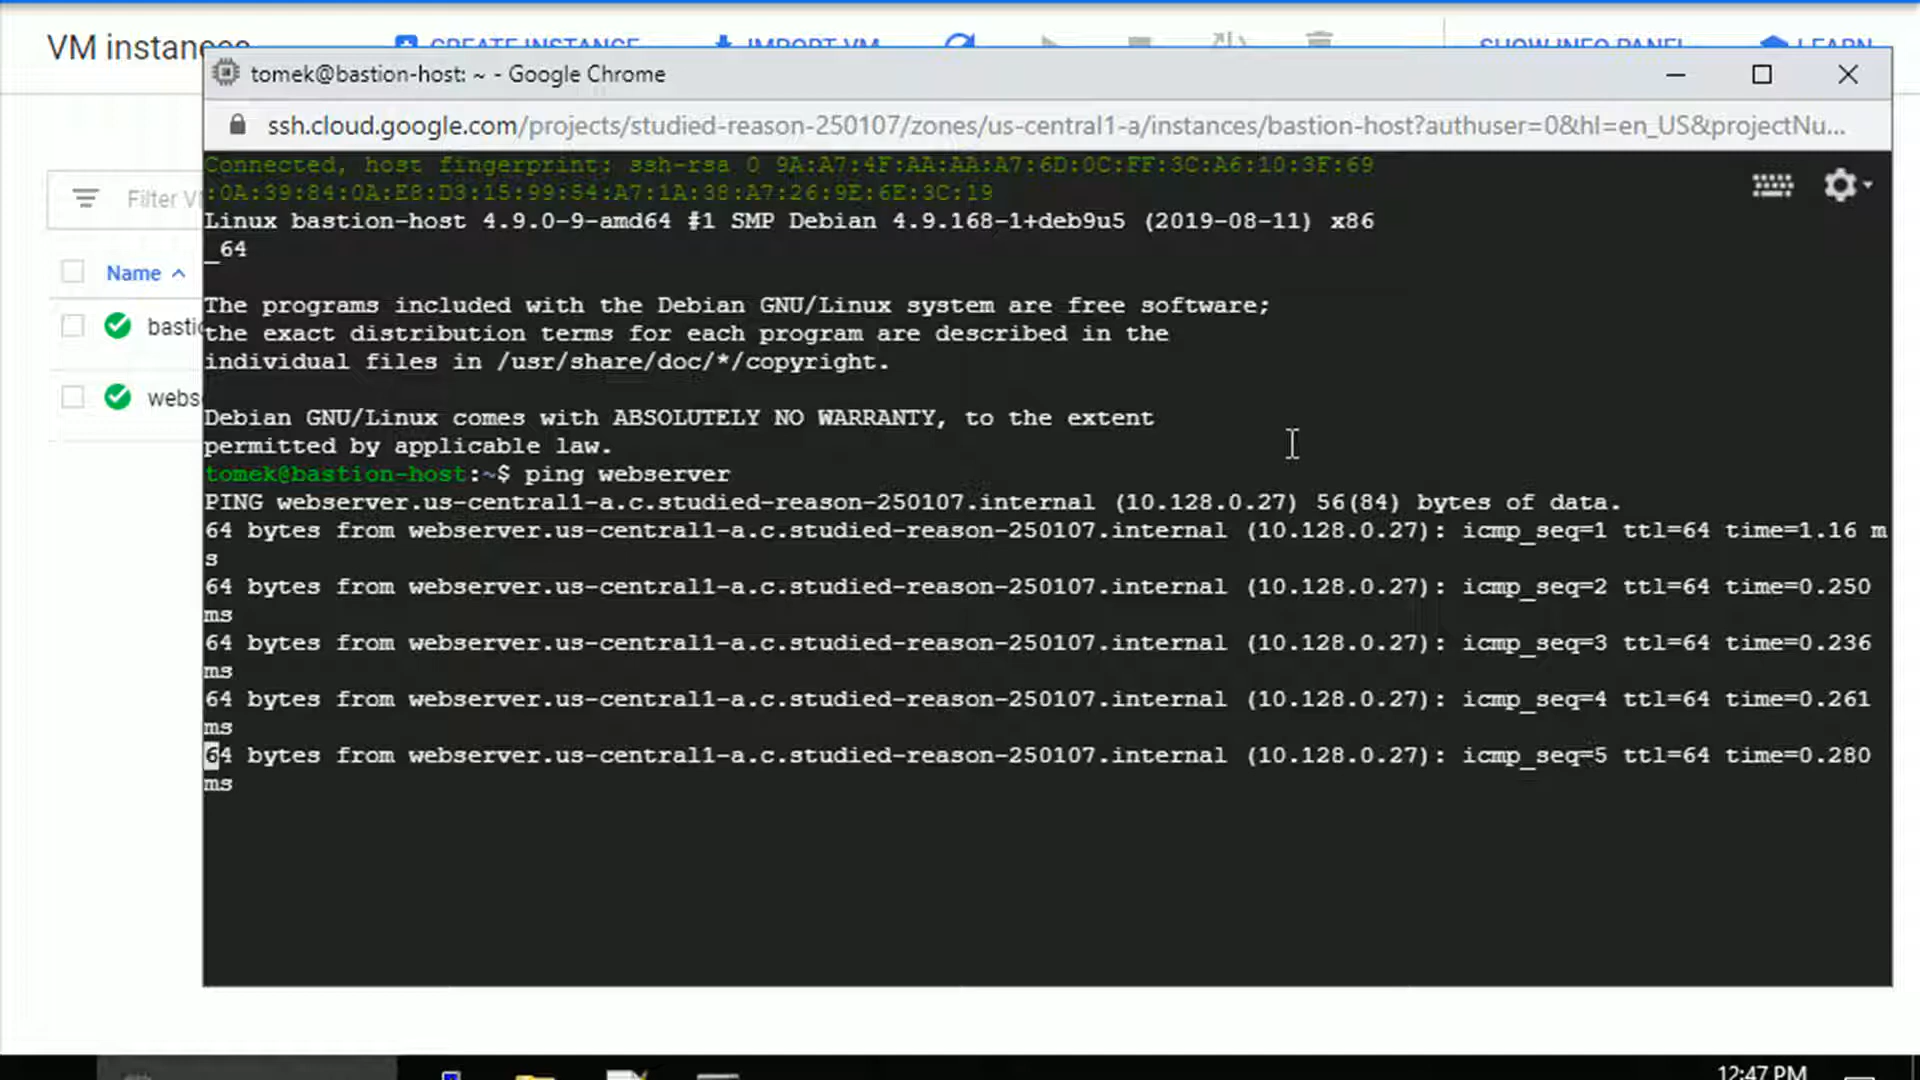 VM instances
CREATE INSTANCE
IMPORT VM
SHOW INFO PANEL
LEARN
tomek@bastion-host: ~ - Google Chrome
ssh.cloud.google.com/projects/studied-reason-250107/zones/us-central1-a/instances/bastion-host?authuser=0&hl=en_US&projectNu...
Connected, host fingerprint: ssh-rsa 0 9A:A7:4F:AA:AA:A7:6D:0C:FF:3C:A6:10:3F:69
:0A:39:84:0A:E8:D3:15:99:54:A7:1A:38:A7:26:9E:6E:3C:19
Linux bastion-host 4.9.0-9-amd64 #1 SMP Debian 4.9.168-1+deb9u5 (2019-08-11) x86
_64
Filter
Name
The programs included with the Debian GNU/Linux system are free software;
the exact distribution terms for each program are described in the
individual files in /usr/share/doc/*/copyright.
bastio
webs
Debian GNU/Linux comes with ABSOLUTELY NO WARRANTY, to the extent
permitted by applicable law.
tomek@bastion-host:~$ ping webserver
PING webserver.us-central1-a.c.studied-reason-250107.internal (10.128.0.27) 56(84) bytes of data.
64 bytes from webserver.us-central1-a.c.studied-reason-250107.internal (10.128.0.27): icmp_seq=1 ttl=64 time=1.16 m
s
64 bytes from webserver.us-central1-a.c.studied-reason-250107.internal (10.128.0.27): icmp_seq=2 ttl=64 time=0.250
ms
64 bytes from webserver.us-central1-a.c.studied-reason-250107.internal (10.128.0.27): icmp_seq=3 ttl=64 time=0.236
ms
64 bytes from webserver.us-central1-a.c.studied-reason-250107.internal (10.128.0.27): icmp_seq=4 ttl=64 time=0.261
ms
64 bytes from webserver.us-central1-a.c.studied-reason-250107.internal (10.128.0.27): icmp_seq=5 ttl=64 time=0.280
ms
12:47 PM